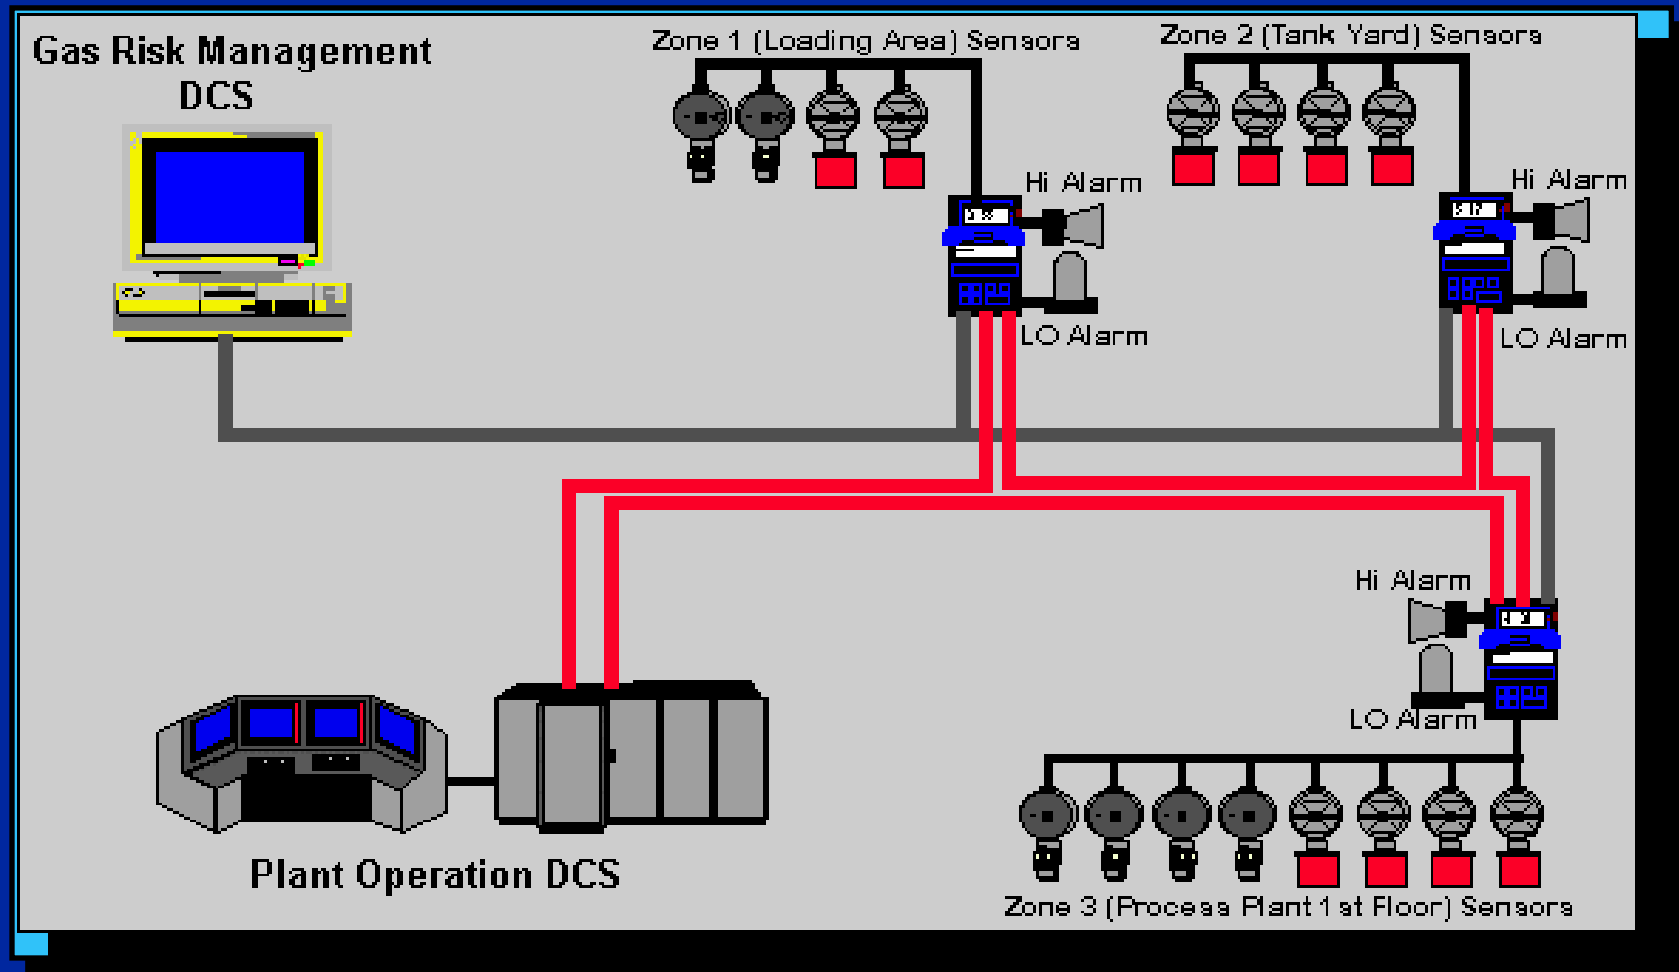 Gas Risk Management
DCS
Zone 1 (Loading Area) Sensors
Zone 2 (Tank Yard) Sensors
Hi Alarm
LO Alarm
Hi Alarm
LO Alarm
Hi Alarm
LO Alarm
Plant Operation DCS
Zone 3 (Process Plant 1st Floor) Sensors